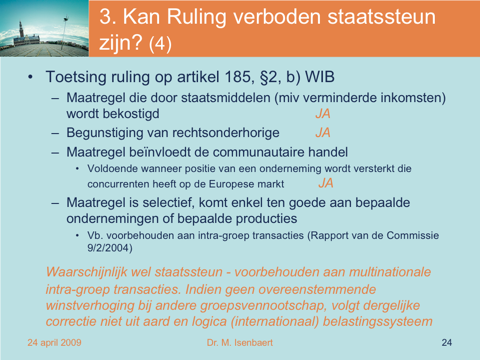 3. Kan Ruling verboden staatssteun
zijn? (4)
• Toetsing ruling op artikel 185, §2, b) WIB
– Maatregel die door staatsmiddelen (miv verminderde inkomsten)
wordt bekostigd JA
– Begunstiging van rechtsonderhorige JA
– Maatregel beïnvloedt de communautaire handel
• Voldoende wanneer positie van een onderneming wordt versterkt die
concurrenten heeft op de Europese markt JA
– Maatregel is selectief, komt enkel ten goede aan bepaalde
ondernemingen of bepaalde producties
• Vb. voorbehouden aan intra-groep transacties (Rapport van de Commissie
9/2/2004)
Waarschijnlijk wel staatssteun - voorbehouden aan multinationale
intra-groep transacties. Indien geen overeenstemmende
winstverhoging bij andere groepsvennootschap, volgt dergelijke
correctie niet uit aard en logica (internationaal) belastingssysteem
24 april 2009 Dr. M. Isenbaert 24